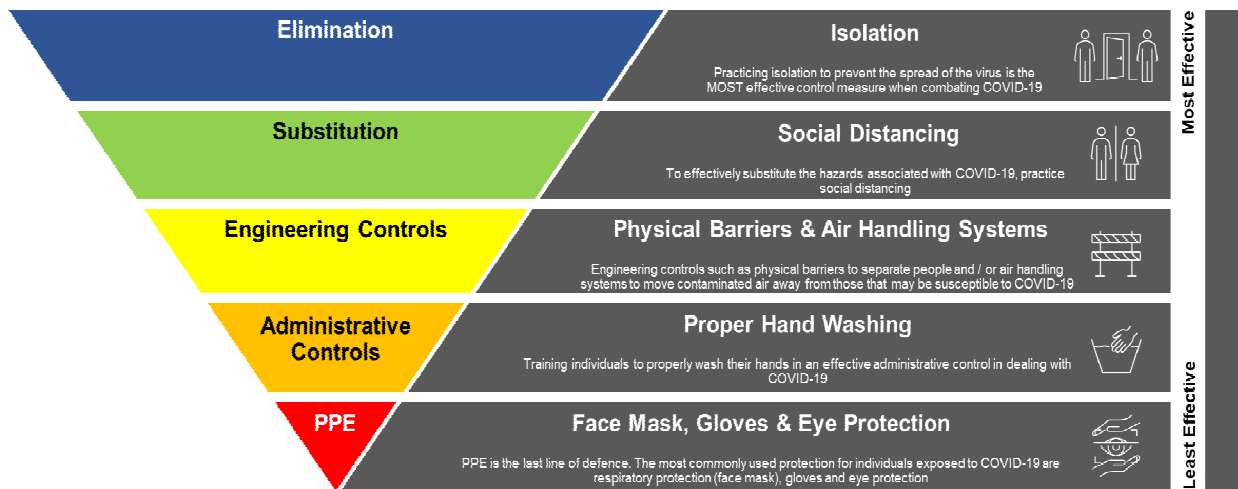 Elimination
Isolation
Practicing isolation to prevent the spread of the virus is the
MOST effective control measure when combating COVID-19
Substitution
Social Distancing
To effectively substitute the hazards associated with COVID-19, practice
social distancing
Engineering Controls
Physical Barriers & Air Handling Systems
Engineering controls such as physical barriers to separate people and / or air handling
systems to move contaminated air away from those that may be susceptible to COVID-19
Administrative
Controls
Proper Hand Washing
Training individuals to properly wash their hands in an effective administrative control in dealing with
COVID-19
PPE
Face Mask, Gloves & Eye Protection
PPE is the last line of defence. The most commonly used protection for individuals exposed to COVID-19 are
respiratory protection (face mask), gloves and eye protection
Most Effective
Least Effective